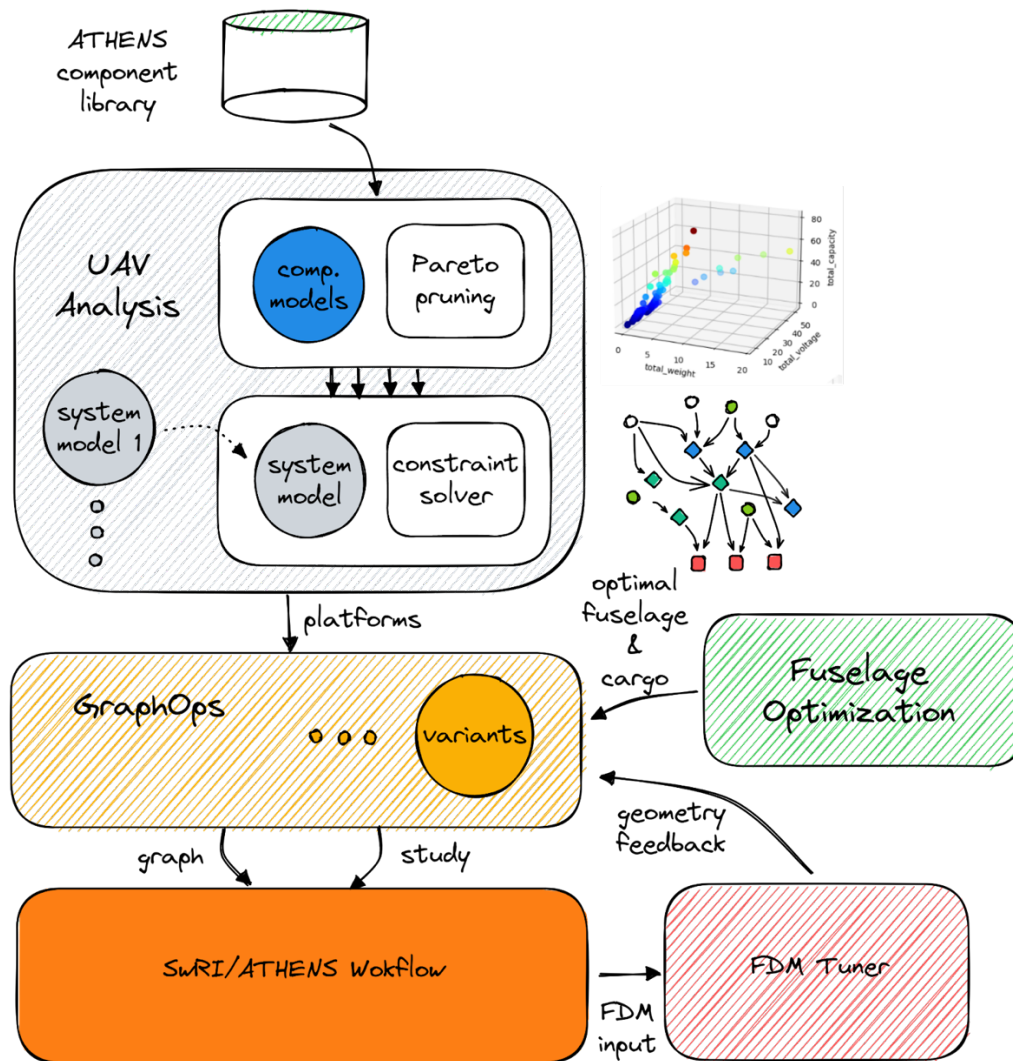 ATHENS
component
library
UAV
Analysis
comp.
models
Pareto
pruning
system
model 1
system
model
constraint
solver
80
60
40
20
0
total_capacity
50
40
30
20
10
total_voltage
0
5
10
15
20
total_weight
platforms
optimal
fuselage
&
cargo
Fuselage
Optimization
GraphOps
variants
geometry
feedback
graph
study
SwRI/ATHENS Wokflow
FDM
input
FDM Tuner